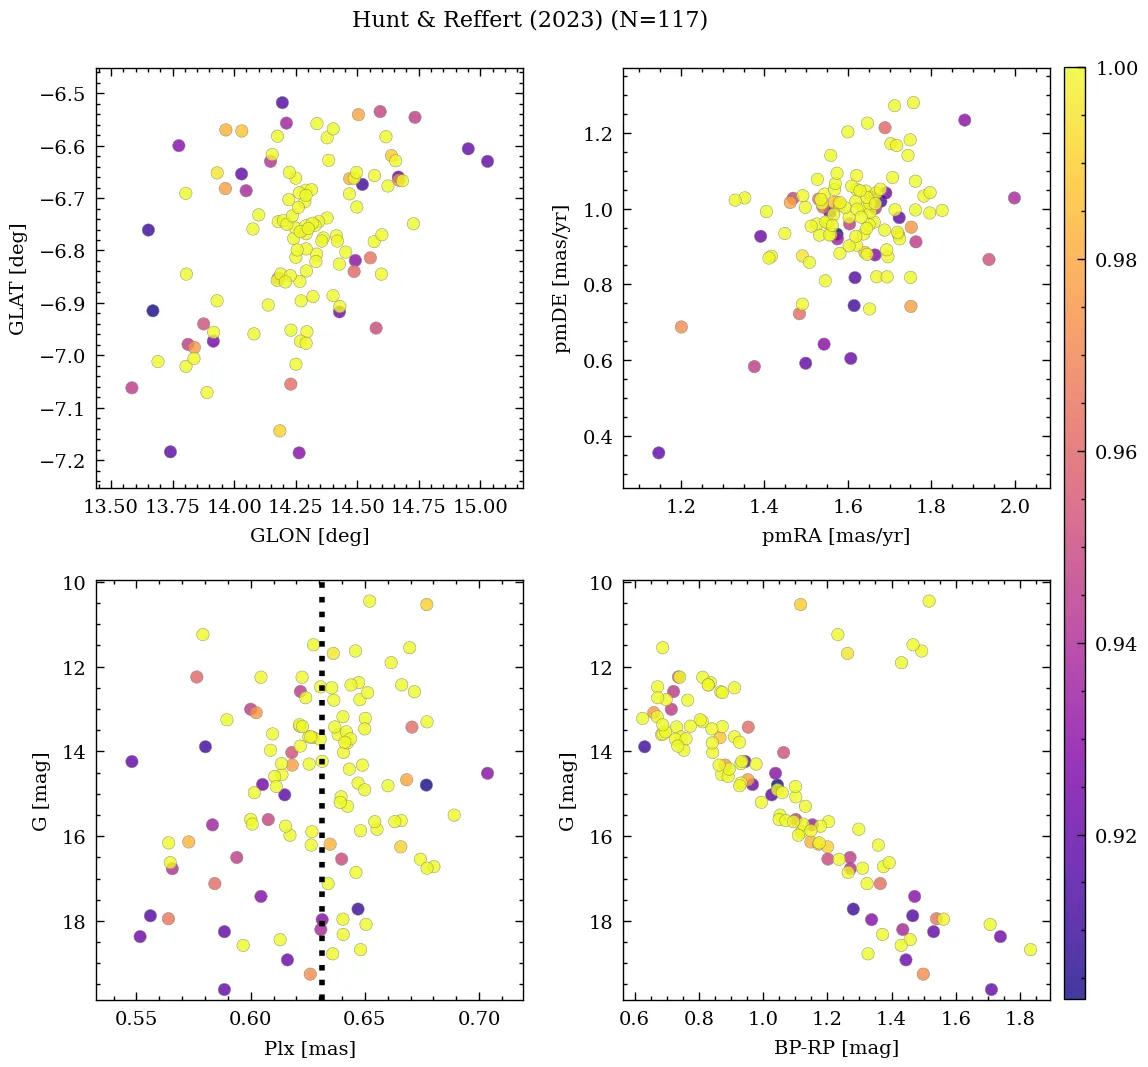 Hunt & Reffert (2023) (N=117)
−6.5
−6.6
−6.7
−6.8
−6.9
−7.0
−7.1
−7.2
GLAT [deg]
13.50 13.75 14.00 14.25 14.50 14.75 15.00
GLON [deg]
1.2
1.0
0.8
0.6
0.4
pmDE [mas/yr]
1.2 1.4 1.6 1.8 2.0
pmRA [mas/yr]
10
12
14
16
18
G [mag]
0.55 0.60 0.65 0.70
Plx [mas]
10
12
14
16
18
G [mag]
0.6 0.8 1.0 1.2 1.4 1.6 1.8
BP-RP [mag]
1.00
0.98
0.96
0.94
0.92